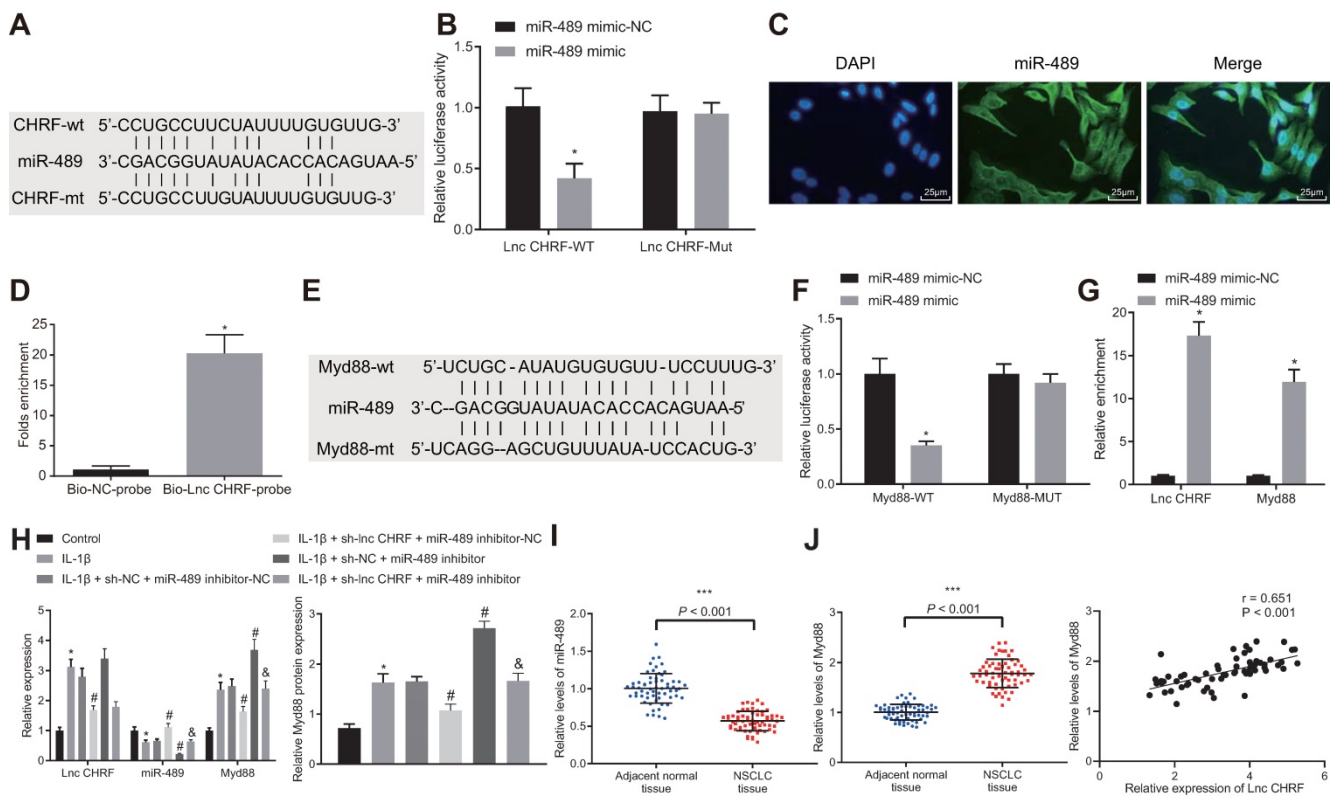 A
CHRF-wt 5’-CCUGCCUUCUAUUUUGUGUUG-3’
miR-489 3’-CGACGGUAUAUACACCACAGUAA-5’
CHRF-mt 5’-CCUGCCUUGUAUUUUGUGUUG-3’
B
miR-489 mimic-NC
miR-489 mimic
Relative luciferase activity
1.5
1.0
0.5
0.0
*
Lnc CHRF-WT
Lnc CHRF-Mut
C
DAPI
miR-489
Merge
25μm
25μm
25μm
D
Folds enrichment
25
20
15
10
5
0
*
Bio-NC-probe
Bio-Lnc CHRF-probe
E
Myd88-wt 5’-UCUGC-AUAUGUGUGUU-UCCUUUG-3’
miR-489 3’-C--GACGGUAUAUACACCACAGUAA-5’
Myd88-mt 5’-UCAGG--AGCUGUUUAUA-UCCACUG-3’
F
miR-489 mimic-NC
miR-489 mimic
Relative luciferase activity
1.5
1.0
0.5
0.0
*
Myd88-WT
Myd88-MUT
G
miR-489 mimic-NC
miR-489 mimic
Relative enrichment
20
15
10
5
0
*
*
Lnc CHRF
Myd88
H
Control
IL-1β
IL-1β + sh-NC + miR-489 inhibitor-NC
IL-1β + sh-lnc CHRF + miR-489 inhibitor-NC
IL-1β + sh-NC + miR-489 inhibitor
IL-1β + sh-lnc CHRF + miR-489 inhibitor
Relative expression
5
4
3
2
1
0
*
#
*
#
#
&
*
#
#
&
Lnc CHRF
miR-489
Myd88
Relative Myd88 protein expression
3
2
1
0
*
#
#
&
I
Relative levels of miR-489
2.0
1.5
1.0
0.5
0.0
***
P < 0.001
Adjacent normal
tissue
NSCLC
tissue
J
Relative levels of Myd88
4
3
2
1
0
***
P < 0.001
Adjacent normal
tissue
NSCLC
tissue
Relative levels of Myd88
4
3
2
1
0
r = 0.651
P < 0.001
0
2
4
6
Relative expression of Lnc CHRF